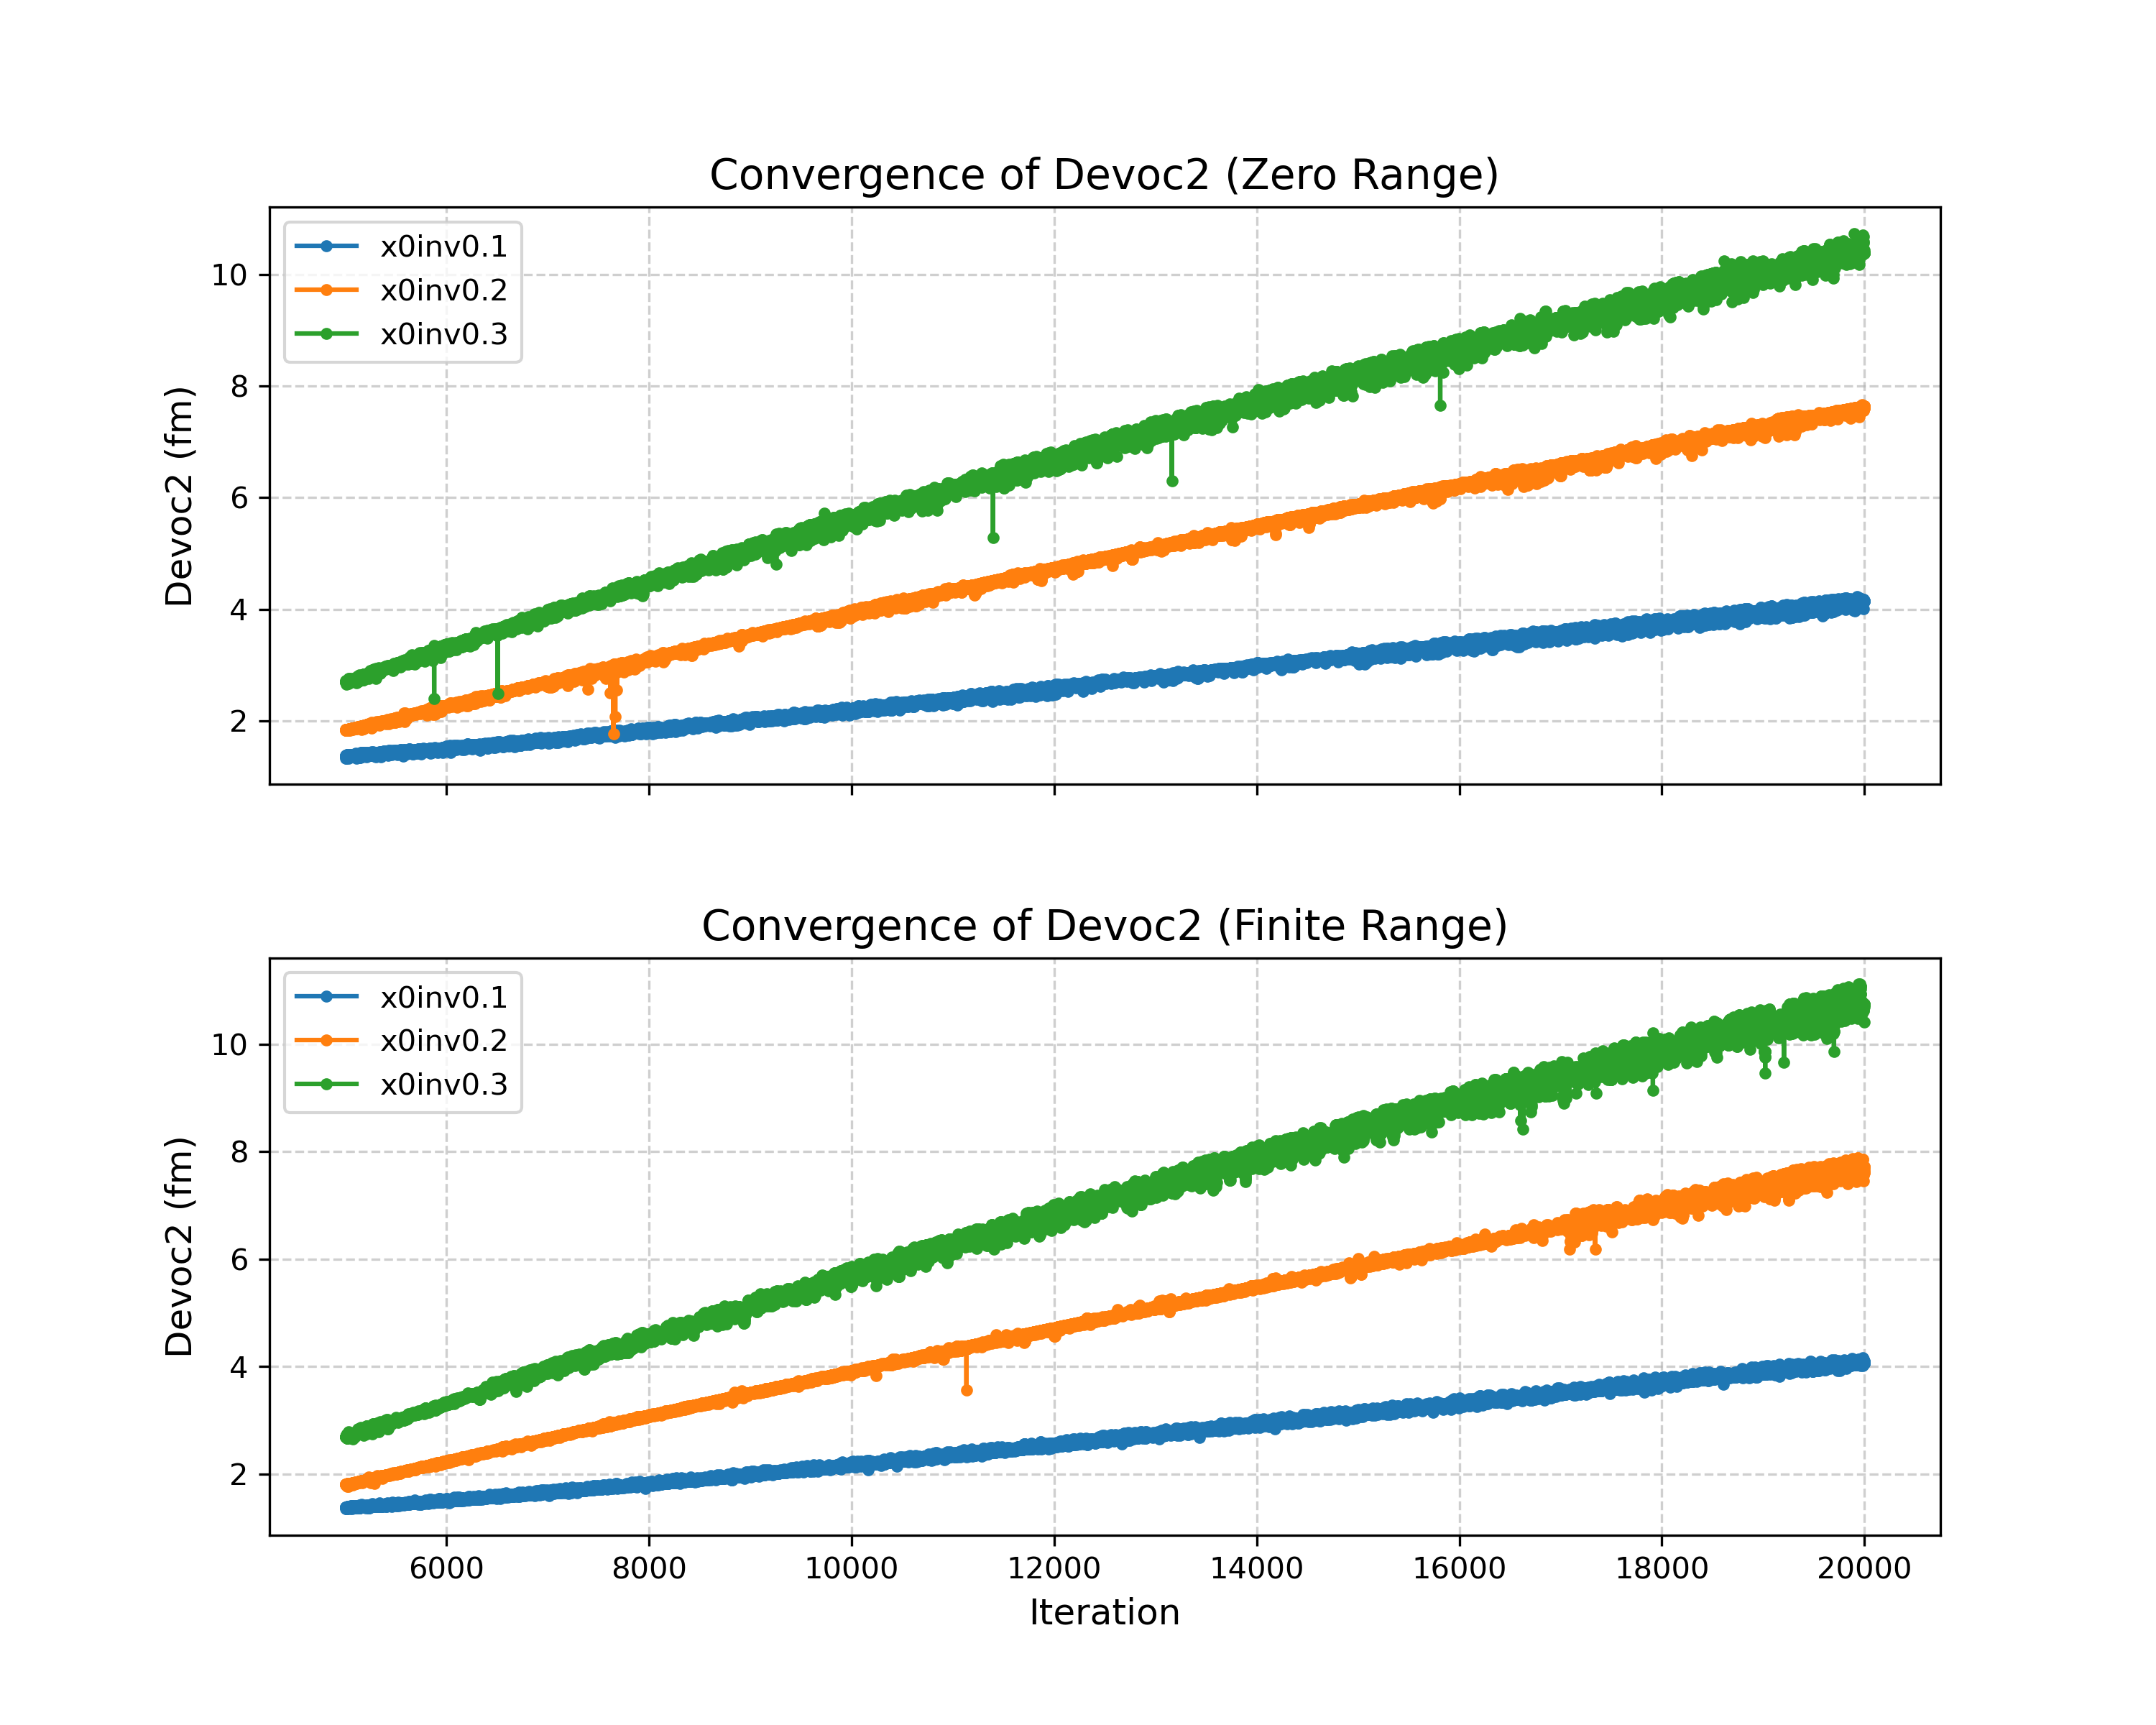 Convergence of Devoc2 (Zero Range)
x0inv0.1
x0inv0.2
x0inv0.3
Devoc2 (fm)
10
8
6
4
2
Convergence of Devoc2 (Finite Range)
x0inv0.1
x0inv0.2
x0inv0.3
Devoc2 (fm)
10
8
6
4
2
6000 8000 10000 12000 14000 16000 18000 20000
Iteration